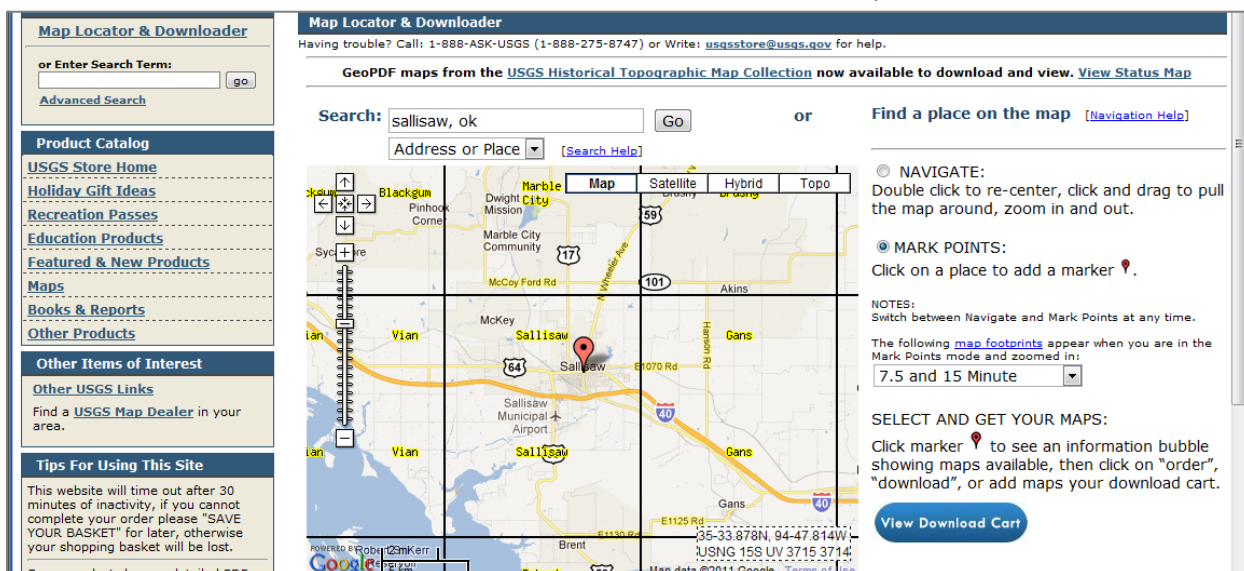 Map Locator & Downloader
or Enter Search Term:
go
Advanced Search
Product Catalog
USGS Store Home
Holiday Gift Ideas
Recreation Passes
Education Products
Featured & New Products
Maps
Books & Reports
Other Products
Other Items of Interest
Other USGS Links
Find a USGS Map Dealer in your
area.
Tips For Using This Site
This website will time out after 30
minutes of inactivity, if you cannot
complete your order please "SAVE
YOUR BASKET" for later, otherwise
your shopping basket will be lost.
Map Locator & Downloader
Having trouble? Call: 1-888-ASK-USGS (1-888-275-8747) or Write: usgsstore@usgs.gov for help.
GeoPDF maps from the USGS Historical Topographic Map Collection now available to download and view. View Status Map
Search: sallisaw, ok Go or
Address or Place [Search Help]
Map Satellite Hybrid Topo
Blackgum
Marble
City
Dwight
Mission
Pinhook
Corner
59
Marble City
Community
17
N Wheeler Ave
McCoy Ford Rd
101
Akins
McKey
Vian
Sallisaw
Gans
Hanson Rd
64
Sallisaw
E1070 Rd
Sallisaw
Municipal
Airport
40
Vian
Sallisaw
Gans
Gans
40
E1125 Rd
E1130 Rd
35-33.878N, 94-47.814W
USNG 15S UV 3715 3714
Brent
POWERED BY
Google
Map data ©2011 Google - Terms of Use
Find a place on the map [Navigation Help]
NAVIGATE:
Double click to re-center, click and drag to pull
the map around, zoom in and out.
MARK POINTS:
Click on a place to add a marker .
NOTES:
Switch between Navigate and Mark Points at any time.
The following map footprints appear when you are in the
Mark Points mode and zoomed in:
7.5 and 15 Minute
SELECT AND GET YOUR MAPS:
Click marker to see an information bubble
showing maps available, then click on “order”,
“download”, or add maps your download cart.
View Download Cart